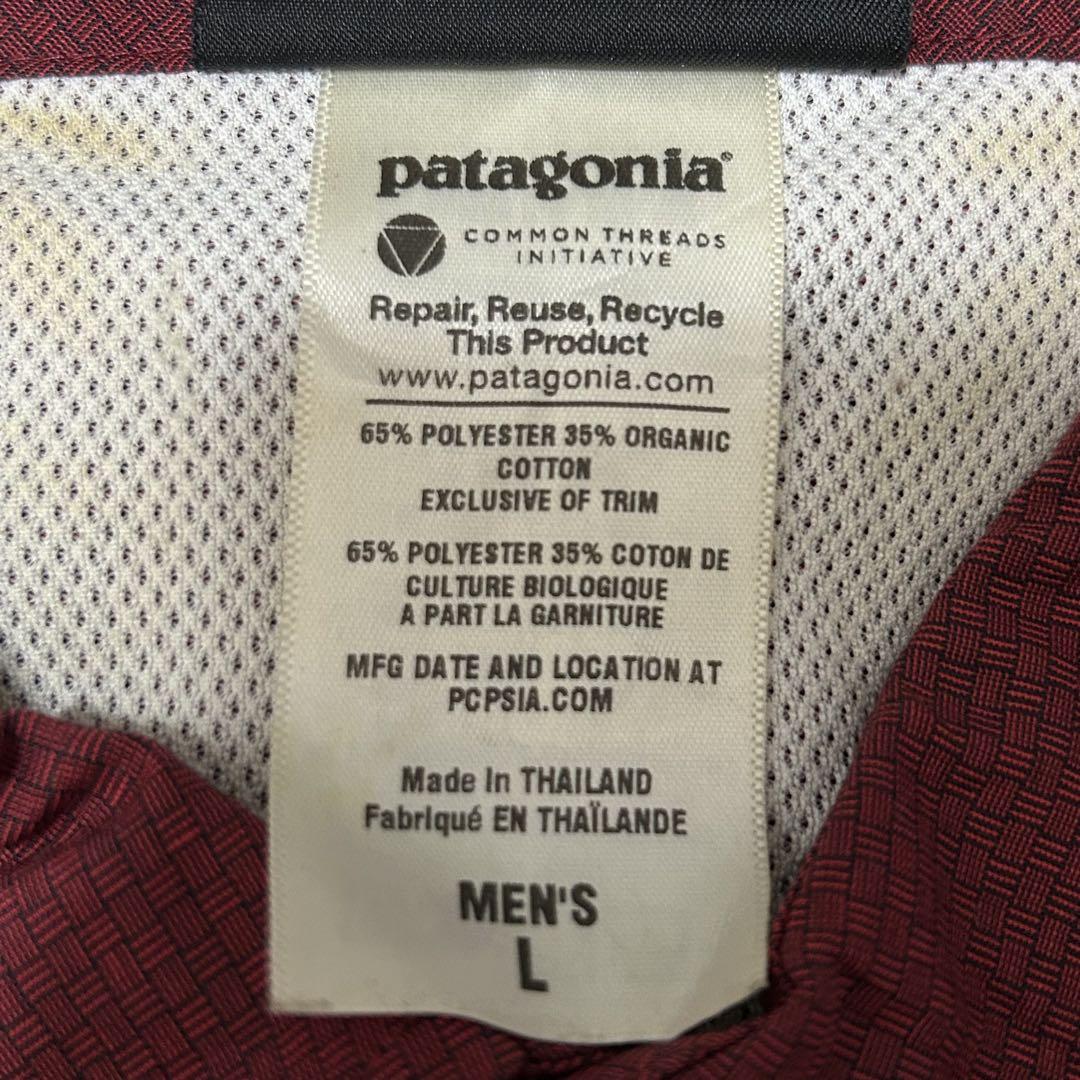 patagonia®
COMMON THREADS
INITIATIVE
Repair, Reuse, Recycle
This Product
www.patagonia.com
65% POLYESTER 35% ORGANIC
COTTON
EXCLUSIVE OF TRIM
65% POLYESTER 35% COTON DE
CULTURE BIOLOGIQUE
A PART LA GARNITURE
MFG DATE AND LOCATION AT
PCPSIA.COM
Made In THAILAND
Fabriqué EN THAÏLANDE
MEN'S
L